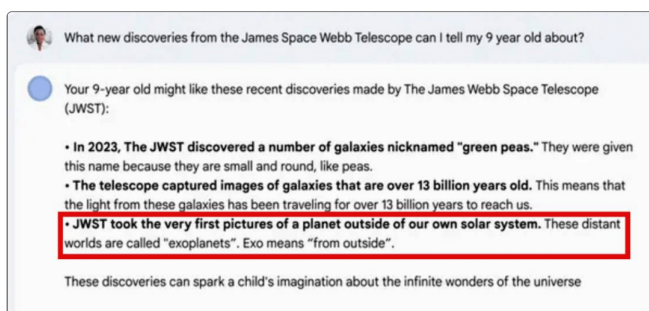 What new discoveries from the James Space Webb Telescope can I tell my 9 year old about?
Your 9-year old might like these recent discoveries made by The James Webb Space Telescope
(JWST):
• In 2023, The JWST discovered a number of galaxies nicknamed "green peas." They were given
this name because they are small and round, like peas.
• The telescope captured images of galaxies that are over 13 billion years old. This means that
the light from these galaxies has been traveling for over 13 billion years to reach us.
• JWST took the very first pictures of a planet outside of our own solar system. These distant
worlds are called "exoplanets". Exo means "from outside".
These discoveries can spark a child's imagination about the infinite wonders of the universe